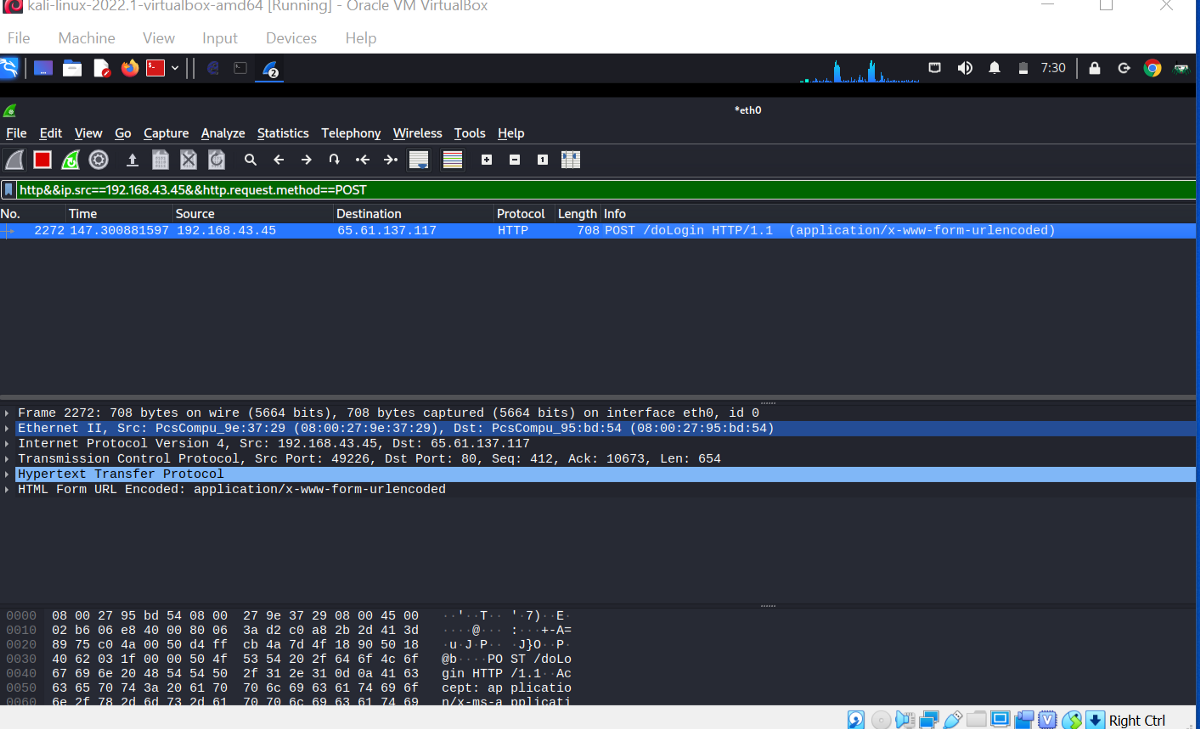 kali-linux-2022.1-virtualbox-amd64 [Running] - Oracle VM VirtualBox
File Machine View Input Devices Help
2 7:30
*eth0
File Edit View Go Capture Analyze Statistics Telephony Wireless Tools Help
http&&ip.src==192.168.43.45&&http.request.method==POST
No. Time Source Destination Protocol Length Info
2272 147.300881597 192.168.43.45 65.61.137.117 HTTP 708 POST /doLogin HTTP/1.1 (application/x-www-form-urlencoded)
Frame 2272: 708 bytes on wire (5664 bits), 708 bytes captured (5664 bits) on interface eth0, id 0
Ethernet II, Src: PcsCompu_9e:37:29 (08:00:27:9e:37:29), Dst: PcsCompu_95:bd:54 (08:00:27:95:bd:54)
Internet Protocol Version 4, Src: 192.168.43.45, Dst: 65.61.137.117
Transmission Control Protocol, Src Port: 49226, Dst Port: 80, Seq: 412, Ack: 10673, Len: 654
Hypertext Transfer Protocol
HTML Form URL Encoded: application/x-www-form-urlencoded
0000 08 00 27 95 bd 54 08 00 27 9e 37 29 08 00 45 00 ··'··T·· '·7)··E·
0010 02 b6 06 e8 40 00 80 06 3a d2 c0 a8 2b 2d 41 3d ····@··· :···+-A=
0020 89 75 c0 4a 00 50 d4 ff cb 4a 7d 4f 18 90 50 18 ·u·J·P·· ·J}O··P·
0030 40 62 03 1f 00 00 50 4f 53 54 20 2f 64 6f 4c 6f @b····PO ST /doLo
0040 67 69 6e 20 48 54 54 50 2f 31 2e 31 0d 0a 41 63 gin HTTP /1.1··Ac
0050 63 65 70 74 3a 20 61 70 70 6c 69 63 61 74 69 6f cept: ap plicatio
0060 6e 2f 78 2d 6d 73 2d 61 70 70 6c 69 63 61 74 69 n/x-ms-a pplicati
Right Ctrl